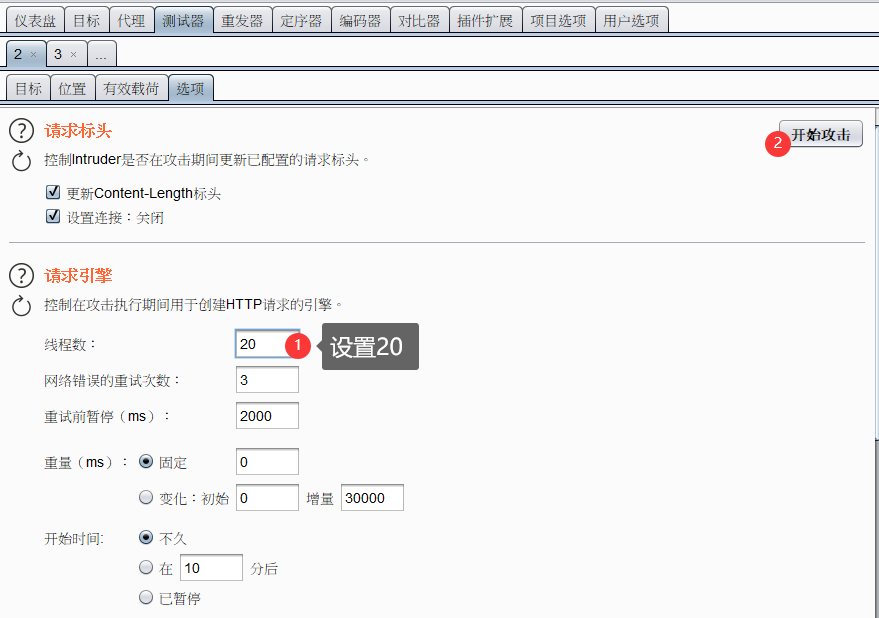 仪表盘 目标 代理 测试器 重发器 定序器 编码器 对比器 插件扩展 项目选项 用户选项
2 × 3 × ...
目标 位置 有效载荷 选项
? 请求标头
开始攻击
2
控制Intruder是否在攻击期间更新已配置的请求标头。
更新Content-Length标头
设置连接：关闭
? 请求引擎
控制在攻击执行期间用于创建HTTP请求的引擎。
线程数： 20 1 设置20
网络错误的重试次数： 3
重试前暂停（ms）： 2000
重量（ms）： 固定 0
变化：初始 0 增量 30000
开始时间: 不久
在 10 分后
已暂停